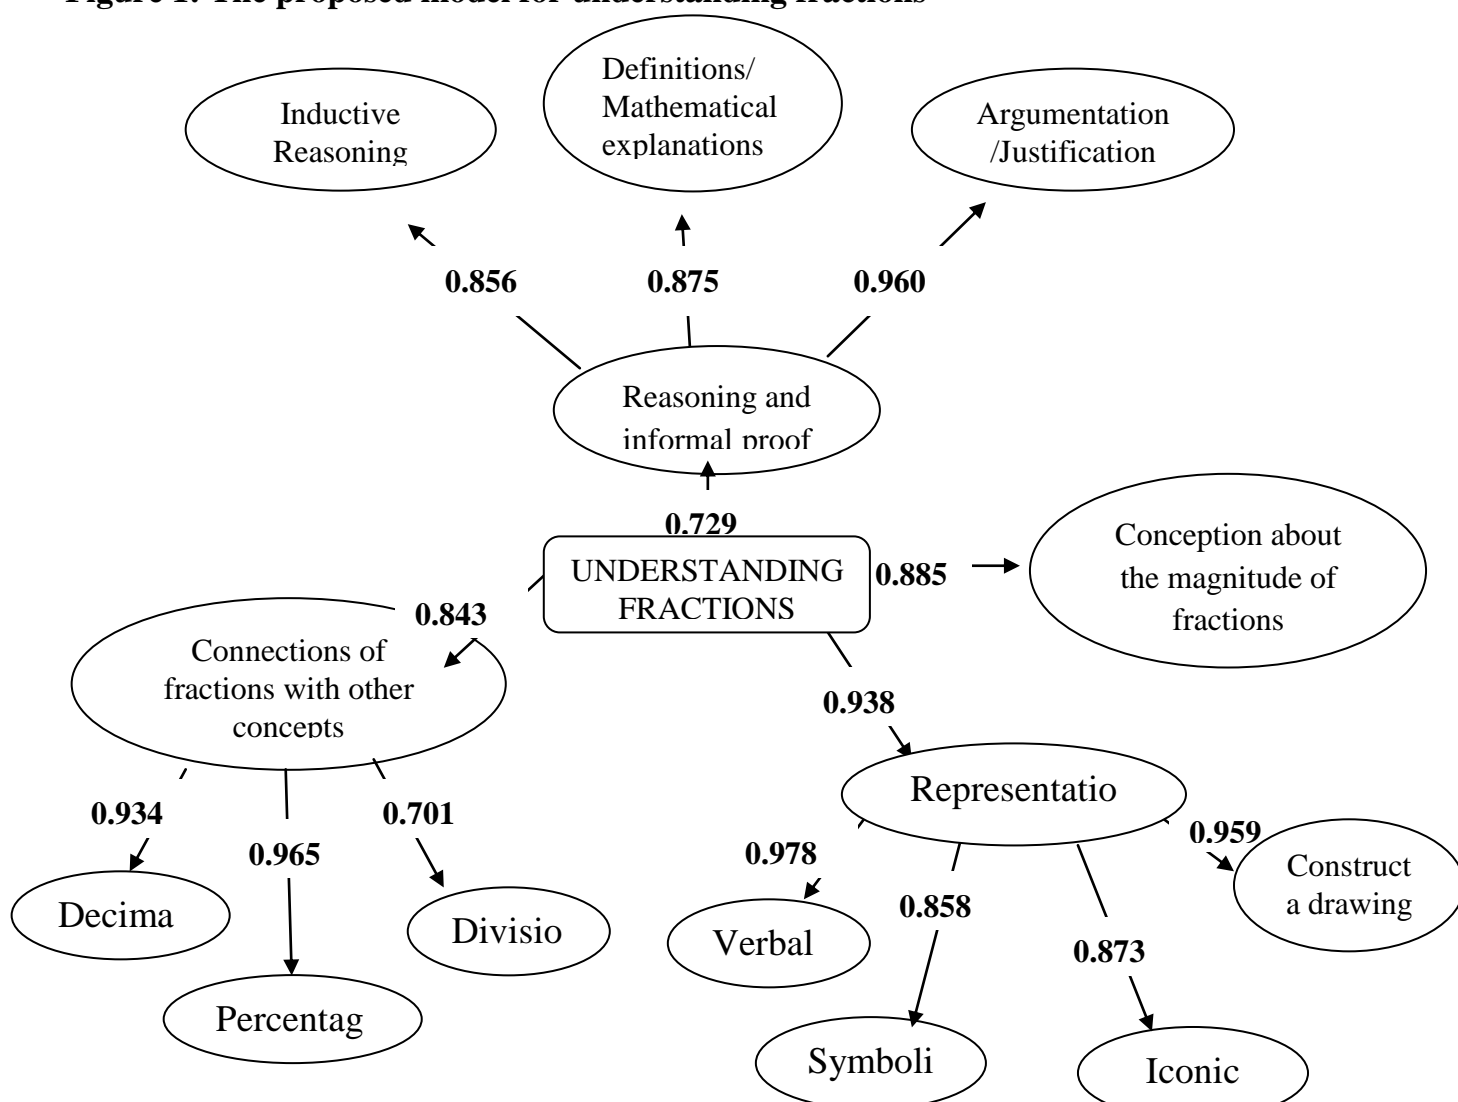 Figure 1: The proposed model for understanding fractions
Definitions/
Mathematical
explanations
Inductive
Reasoning
Argumentation
/Justification
0.856
0.875
0.960
Reasoning and
informal proof
0.729
UNDERSTANDING
FRACTIONS
0.885
Conception about
the magnitude of
fractions
0.843
Connections of
fractions with other
concepts
0.938
Representatio
0.934
0.965
0.701
Decima
Percentag
Divisio
0.978
0.858
0.873
0.959
Verbal
Symboli
Iconic
Construct
a drawing